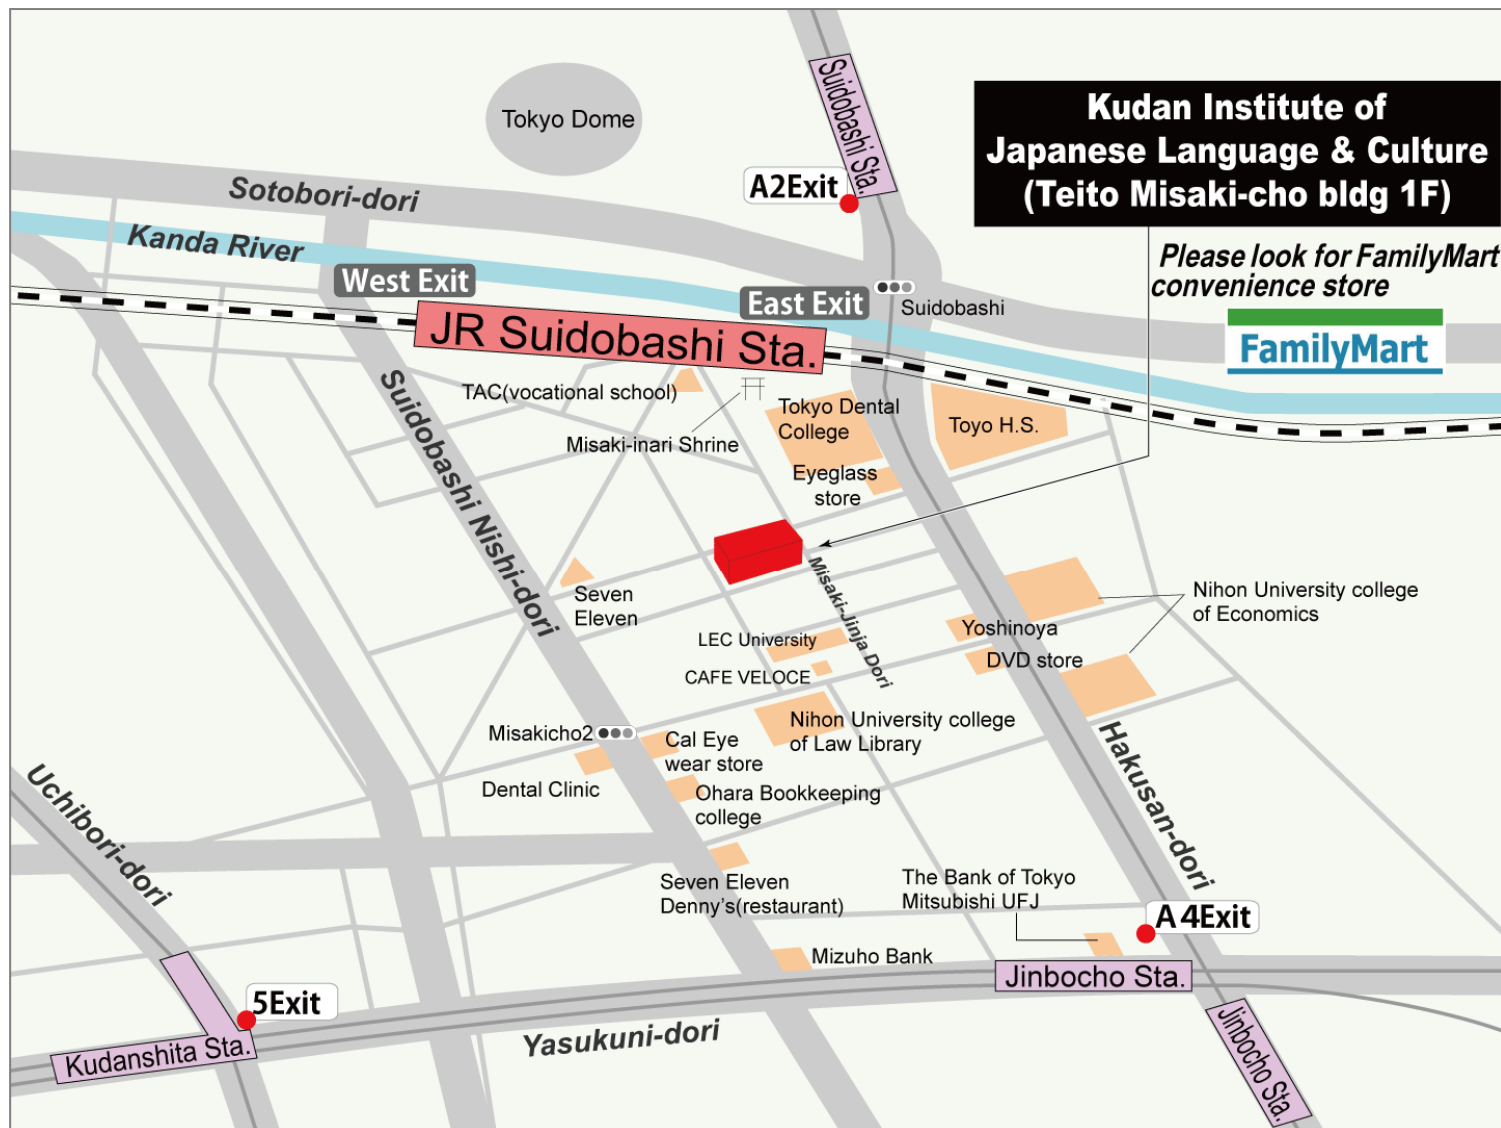 Suidobashi Sta.
Kudan Institute of
Japanese Language & Culture
(Teito Misaki-cho bldg 1F)
Tokyo Dome
A2Exit
Sotobori-dori
Kanda River
Please look for FamilyMart
convenience store
FamilyMart
West Exit
East Exit
Suidobashi
JR Suidobashi Sta.
TAC(vocational school)
Misaki-inari Shrine
Tokyo Dental
College
Toyo H.S.
Eyeglass
store
Suidobashi Nishi-dori
Misaki-Jinja Dori
Seven
Eleven
Nihon University college
of Economics
LEC University
Yoshinoya
CAFE VELOCE
DVD store
Misakicho2
Nihon University college
of Law Library
Cal Eye
wear store
Dental Clinic
Ohara Bookkeeping
college
Hakusan-dori
Uchibori-dori
Seven Eleven
Denny's(restaurant)
The Bank of Tokyo
Mitsubishi UFJ
A4Exit
Mizuho Bank
Jinbocho Sta.
5Exit
Kudanshita Sta.
Yasukuni-dori
Jinbocho Sta.